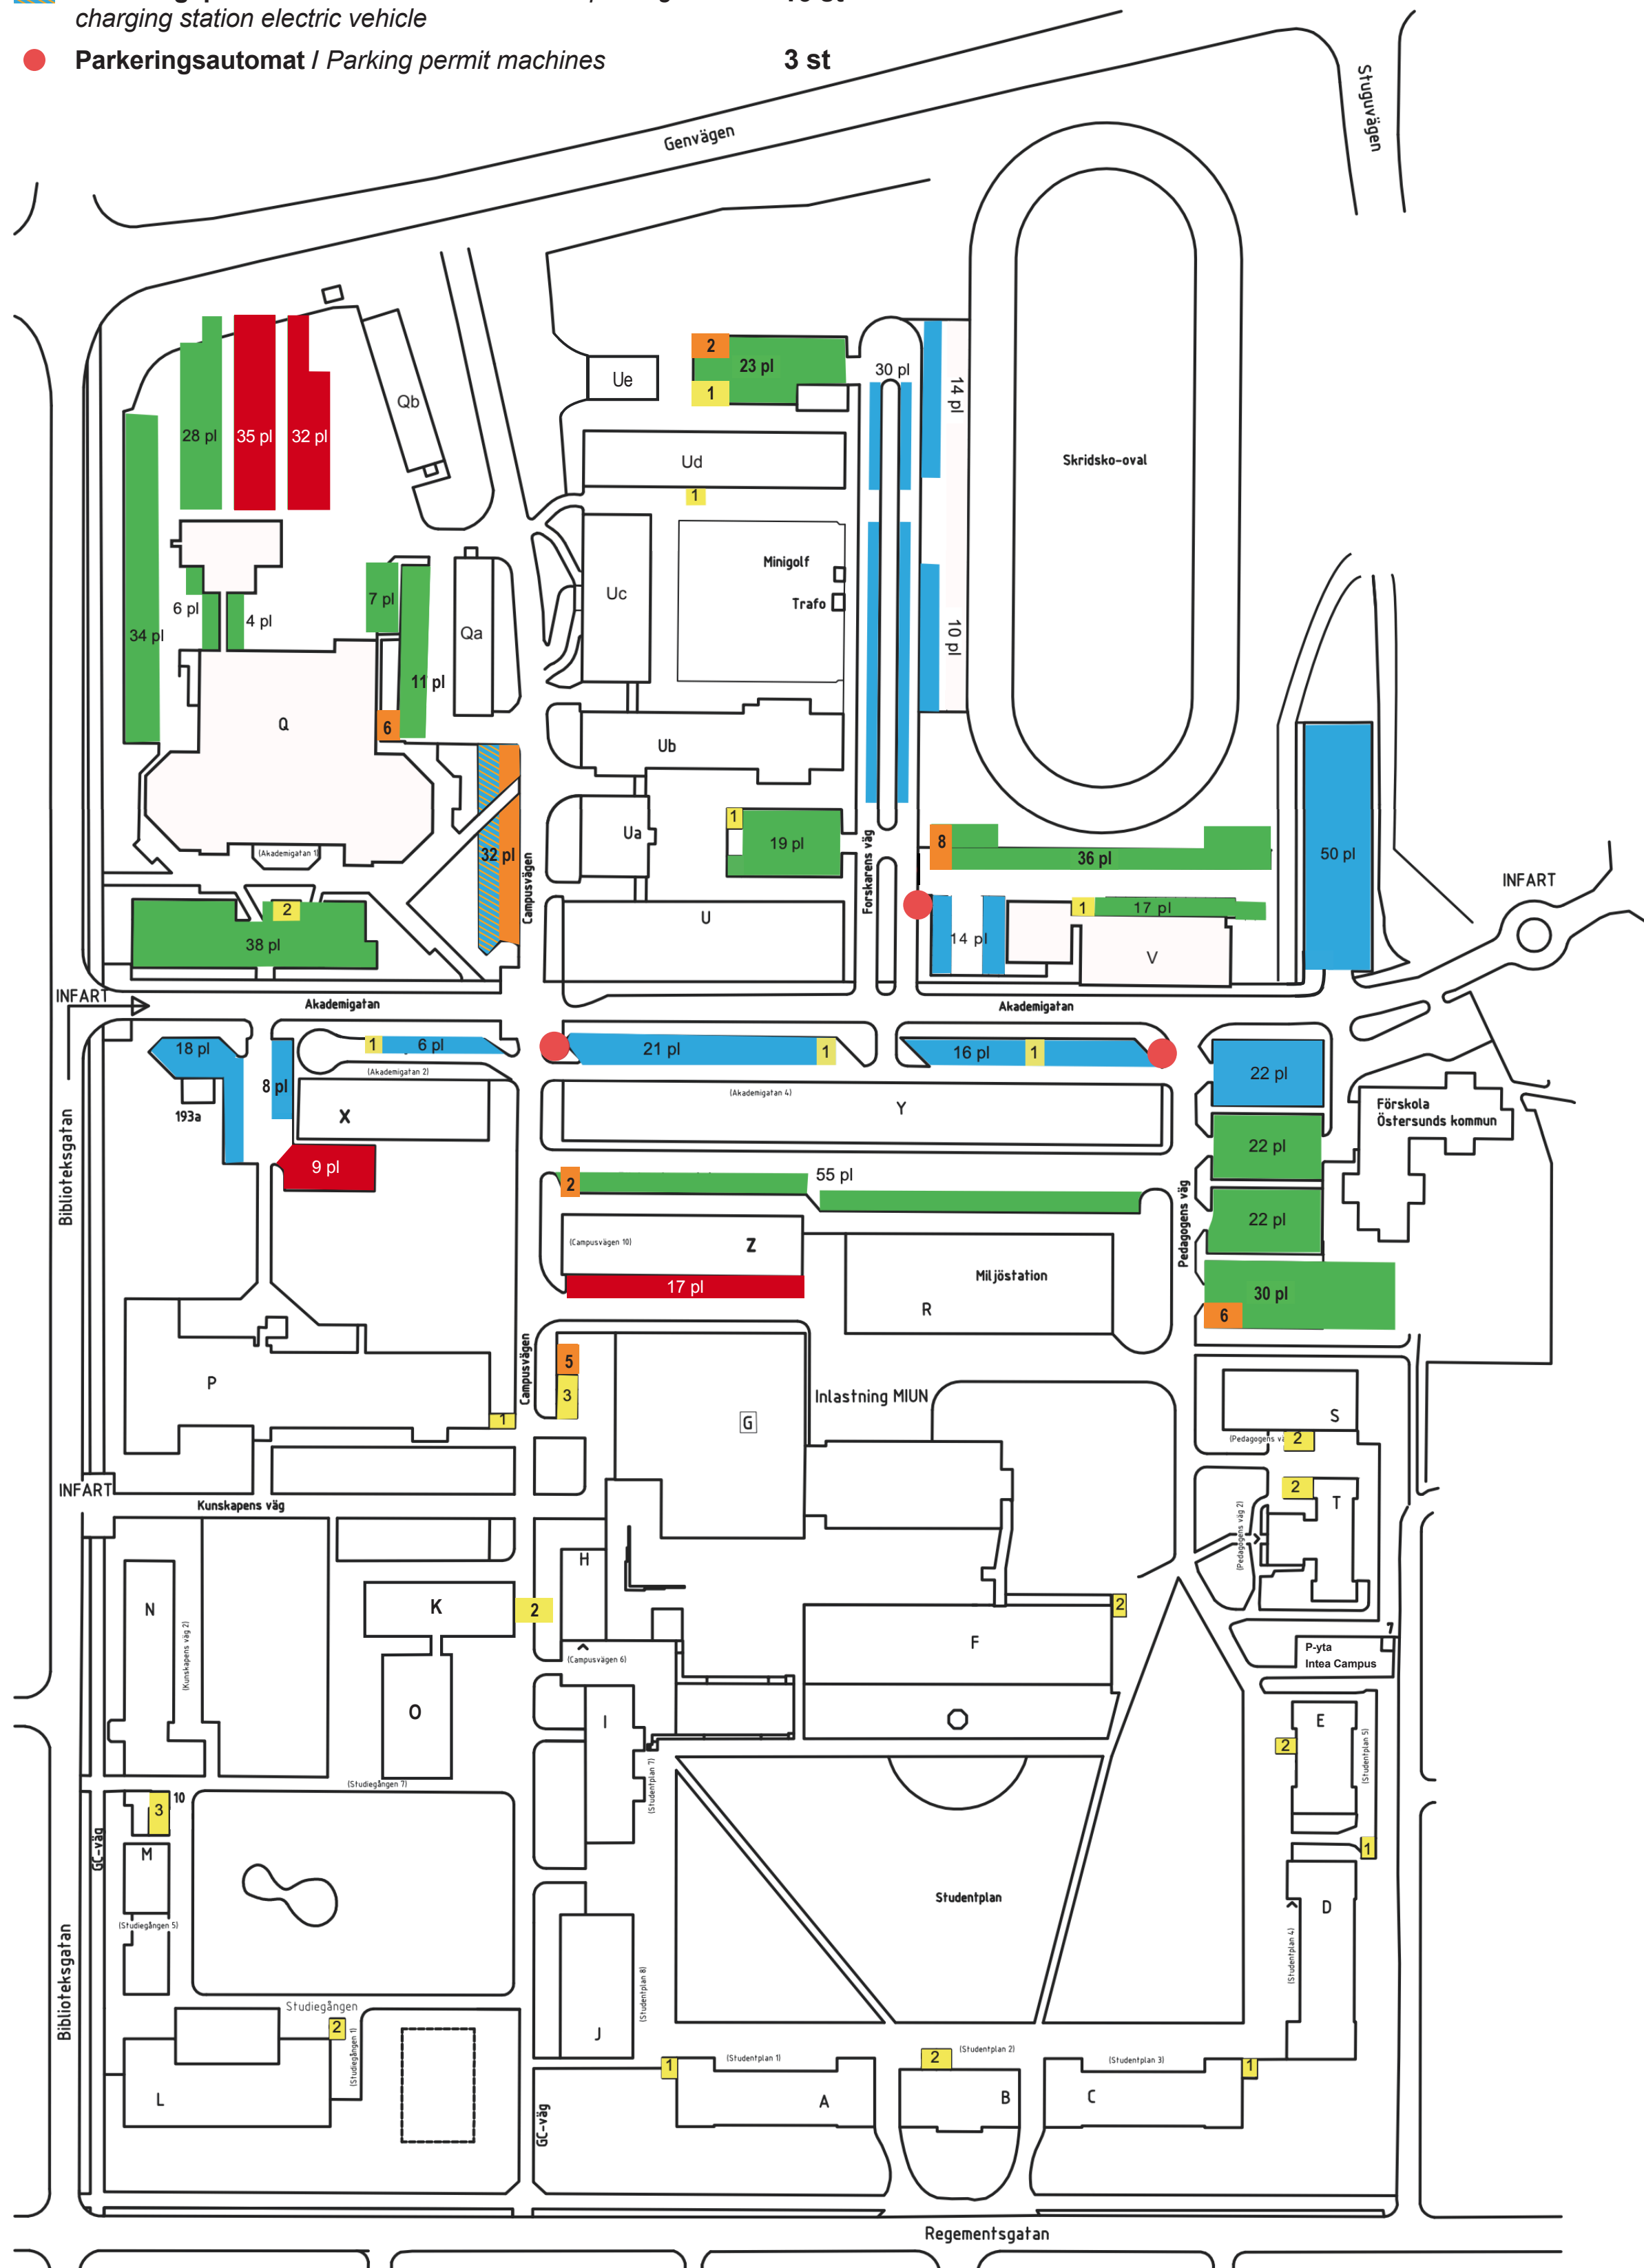 charging station electric vehicle
Parkeringsautomat / Parking permit machines 3 st
Genvägen
Stuguvägen
Qb
Ue
2
23 pl
1
30 pl
14 pl
28 pl
35 pl
32 pl
Ud
1
Skridsko-oval
Minigolf
Trafo
Uc
7 pl
6 pl
4 pl
34 pl
Qa
10 pl
11 pl
Q
6
Ub
Ua
1
19 pl
8
36 pl
50 pl
32 pl
(Akademigatan 1)
Campusvägen
Forskarens väg
INFART
2
38 pl
U
1
17 pl
14 pl
V
INFART
Akademigatan
Akademigatan
18 pl
1
6 pl
21 pl
1
16 pl
1
22 pl
(Akademigatan 2)
8 pl
193a
X
(Akademigatan 4)
Y
Förskola
Östersunds kommun
Biblioteksgatan
9 pl
2
55 pl
22 pl
22 pl
Pedagogens väg
(Campusvägen 10)
Z
Miljöstation
17 pl
R
30 pl
6
P
Campusvägen
5
3
1
G
Inlastning MIUN
S
(Pedagogens vä
2
INFART
Kunskapens väg
2
T
(Pedagogens väg 2)
H
N
K
2
2
F
(Kunskapens väg 2)
(Campusvägen 6)
7
P-yta
Intea Campus
O
I
E
2
(Studentplan 5)
(Studentplan 7)
(Studiegången 7)
3
10
GC-väg
M
1
Studentplan
D
(Studiegången 5)
(Studentplan 4)
Biblioteksgatan
(Studentplan 8)
Studiegången
2
(Studiegången 1)
J
L
1
(Studentplan 1)
2
(Studentplan 2)
(Studentplan 3)
1
A
B
C
GC-väg
Regementsgatan